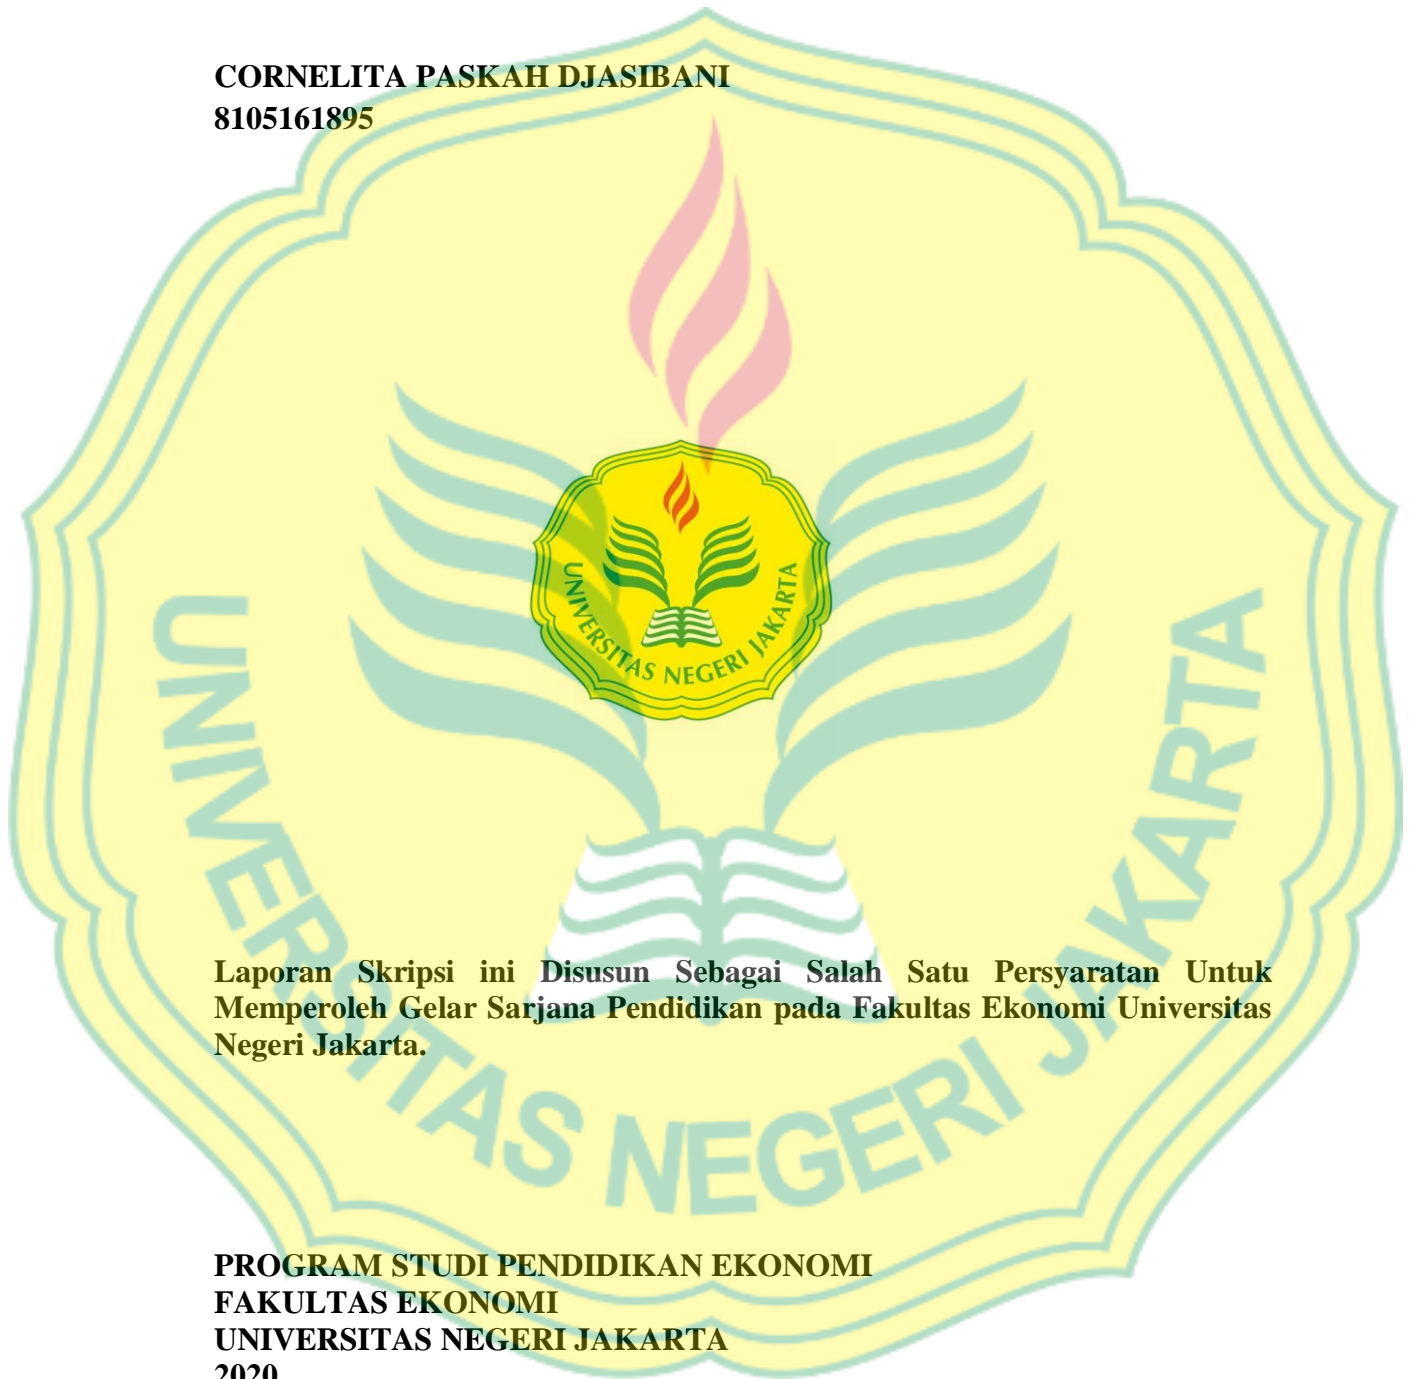 CORNELITA PASKAH DJASIBANI
8105161895
UNIVERSITAS NEGERI JAKARTA
UNIVERSITAS NEGERI JAKARTA
Laporan Skripsi ini Disusun Sebagai Salah Satu Persyaratan Untuk
Memperoleh Gelar Sarjana Pendidikan pada Fakultas Ekonomi Universitas
Negeri Jakarta.
PROGRAM STUDI PENDIDIKAN EKONOMI
FAKULTAS EKONOMI
UNIVERSITAS NEGERI JAKARTA
2020